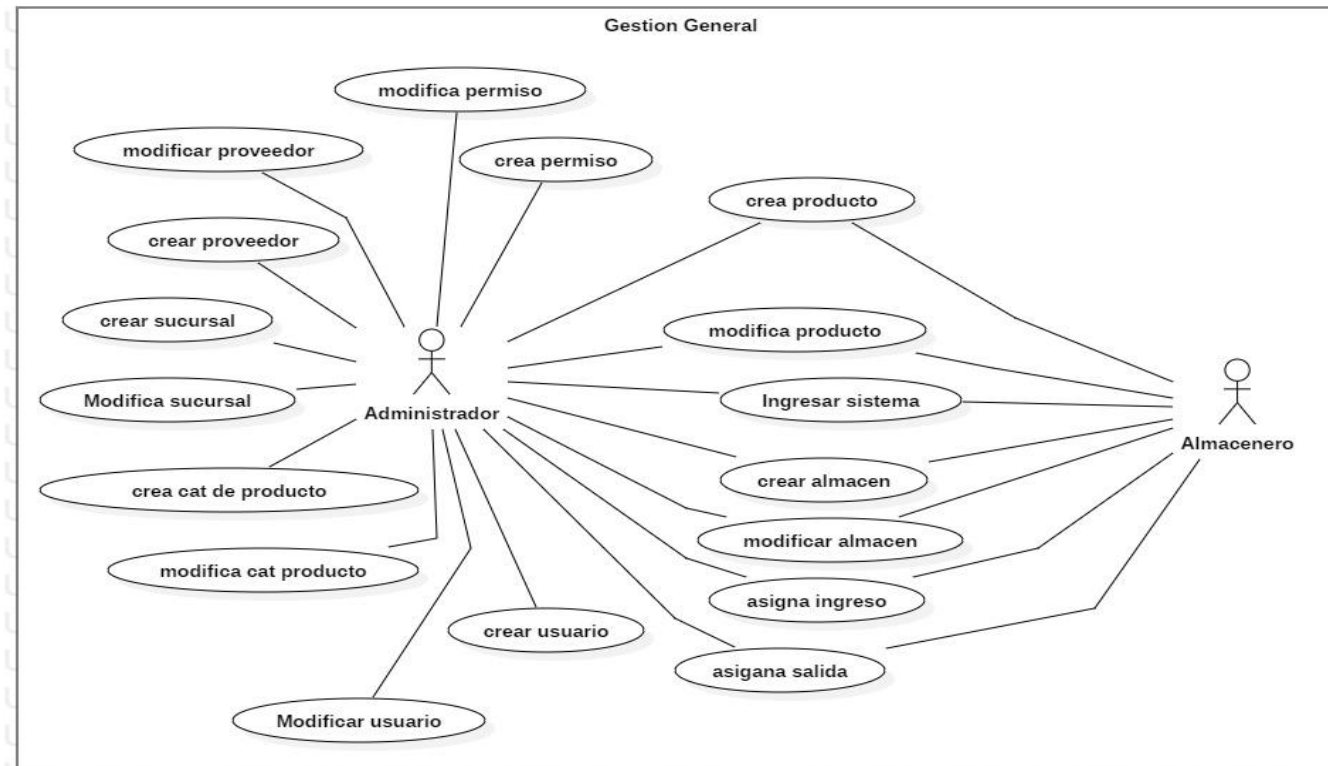 Gestion General
modifica permiso
modificar proveedor
crea permiso
crea producto
crear proveedor
crear sucursal
modifica producto
Modifica sucursal
Ingresar sistema
Administrador
Almacenero
crea cat de producto
crear almacen
modificar almacen
modifica cat producto
asigna ingreso
crear usuario
asigana salida
Modificar usuario